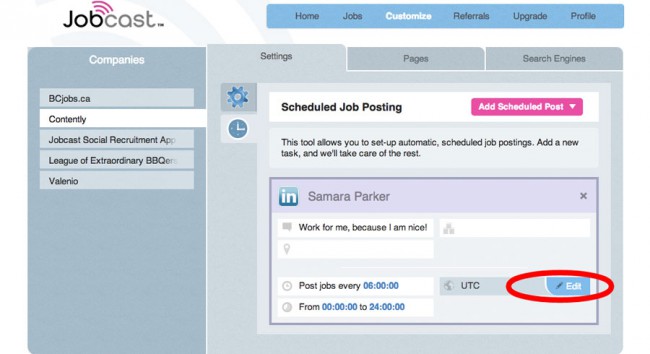 Jobcast™
Home Jobs Customize Referrals Upgrade Profile
Companies
Settings Pages Search Engines
BCjobs.ca
Contently
Jobcast Social Recruitment App
League of Extraordinary BBQers
Valenio
Scheduled Job Posting
Add Scheduled Post
This tool allows you to set-up automatic, scheduled job postings. Add a new
task, and we'll take care of the rest.
in Samara Parker
Work for me, because I am nice!
Post jobs every 06:00:00
UTC
Edit
From 00:00:00 to 24:00:00